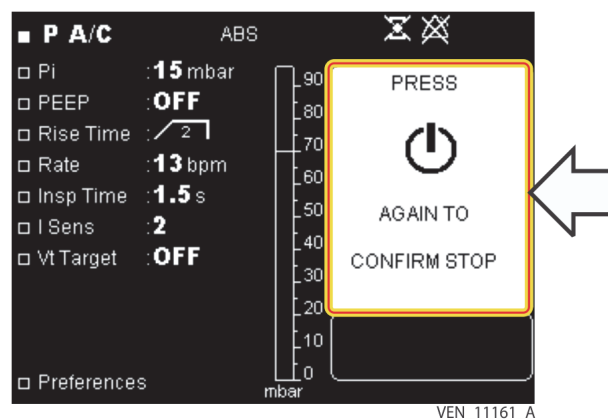 P A/C ABS
Pi :15 mbar
PEEP :OFF
Rise Time : 2
Rate :13 bpm
Insp Time :1.5 s
I Sens :2
Vt Target :OFF
Preferences
90
80
70
60
50
40
30
20
10
0
mbar
PRESS
AGAIN TO
CONFIRM STOP
VEN_11161_A